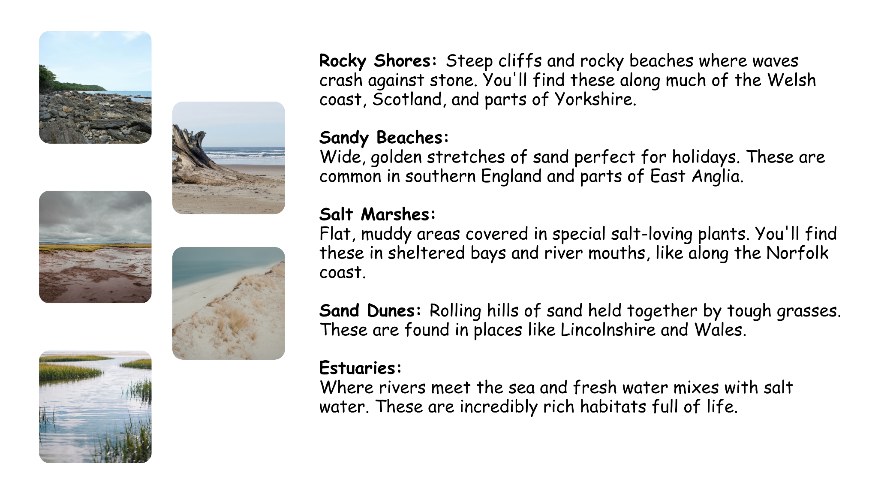 Rocky Shores: Steep cliffs and rocky beaches where waves
crash against stone. You'll find these along much of the Welsh
coast, Scotland, and parts of Yorkshire.
Sandy Beaches:
Wide, golden stretches of sand perfect for holidays. These are
common in southern England and parts of East Anglia.
Salt Marshes:
Flat, muddy areas covered in special salt-loving plants. You'll find
these in sheltered bays and river mouths, like along the Norfolk
coast.
Sand Dunes: Rolling hills of sand held together by tough grasses.
These are found in places like Lincolnshire and Wales.
Estuaries:
Where rivers meet the sea and fresh water mixes with salt
water. These are incredibly rich habitats full of life.